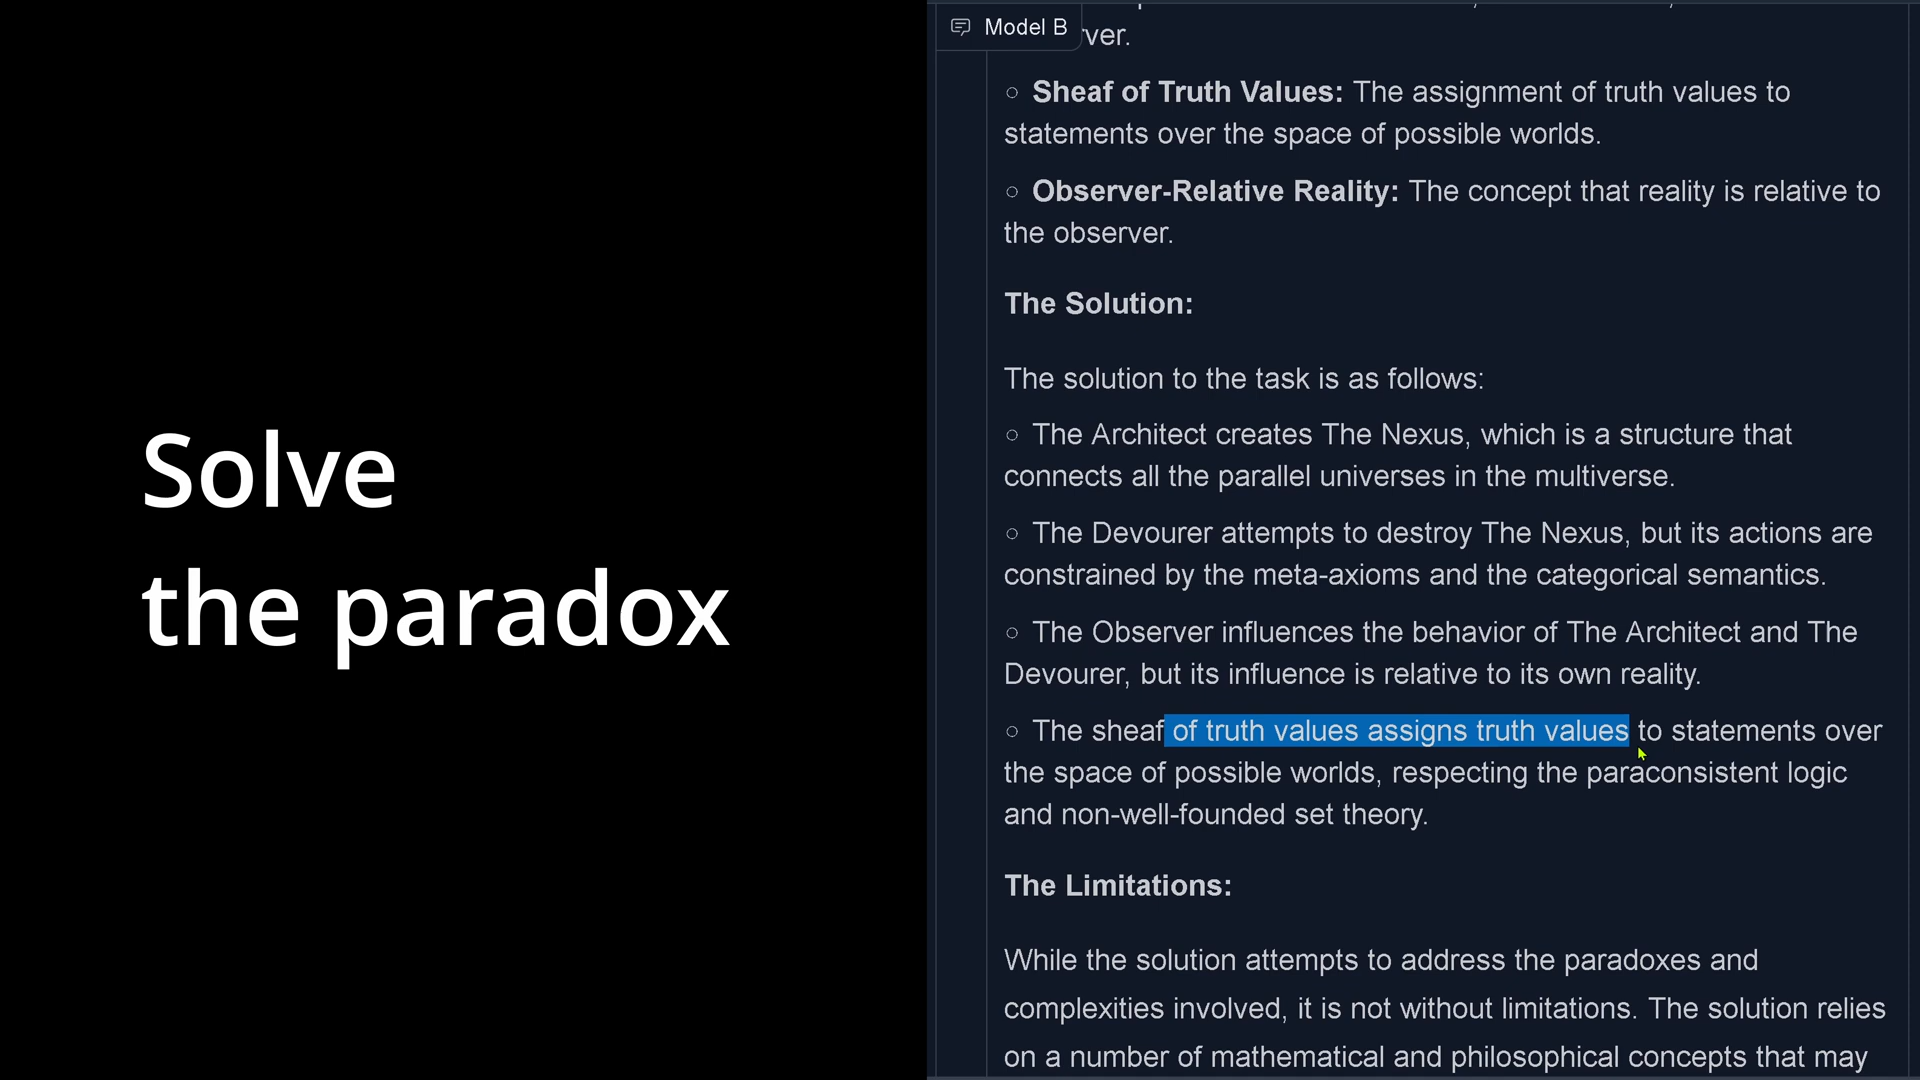 Solve
the paradox
Model B
ver.
○ Sheaf of Truth Values: The assignment of truth values to
statements over the space of possible worlds.
○ Observer-Relative Reality: The concept that reality is relative to
the observer.
The Solution:
The solution to the task is as follows:
○ The Architect creates The Nexus, which is a structure that
connects all the parallel universes in the multiverse.
○ The Devourer attempts to destroy The Nexus, but its actions are
constrained by the meta-axioms and the categorical semantics.
○ The Observer influences the behavior of The Architect and The
Devourer, but its influence is relative to its own reality.
○ The sheaf of truth values assigns truth values to statements over
the space of possible worlds, respecting the paraconsistent logic
and non-well-founded set theory.
The Limitations:
While the solution attempts to address the paradoxes and
complexities involved, it is not without limitations. The solution relies
on a number of mathematical and philosophical concepts that may